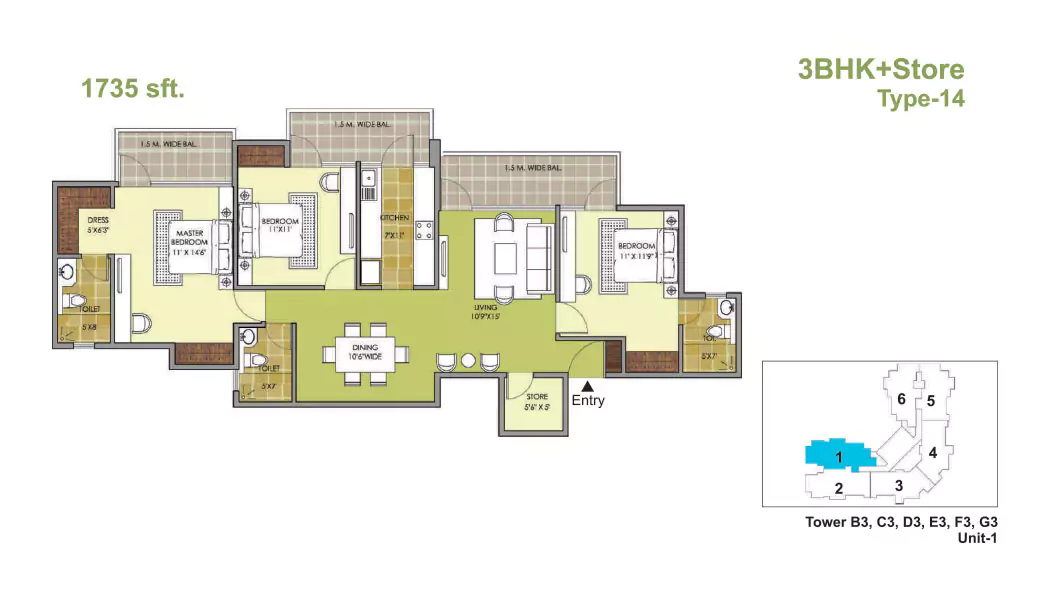 3BHK+Store
Type-14
1735 sft.
1.5 M. WIDE BAL.
1.5 M. WIDE BAL.
1.5 M. WIDE BAL.
DRESS
5'X6'3"
MASTER
BEDROOM
11' X 14'6"
BEDROOM
11'X11'
KITCHEN
7'X11'
BEDROOM
11' X 11'9"
TOILET
5'X8'
LIVING
10'9"X15'
TOI
5'X7'
DINING
10'6"WIDE
TOILET
5'X7'
STORE
5'6" X 5'
Entry
1
2
3
4
5
6
Tower B3, C3, D3, E3, F3, G3
Unit-1